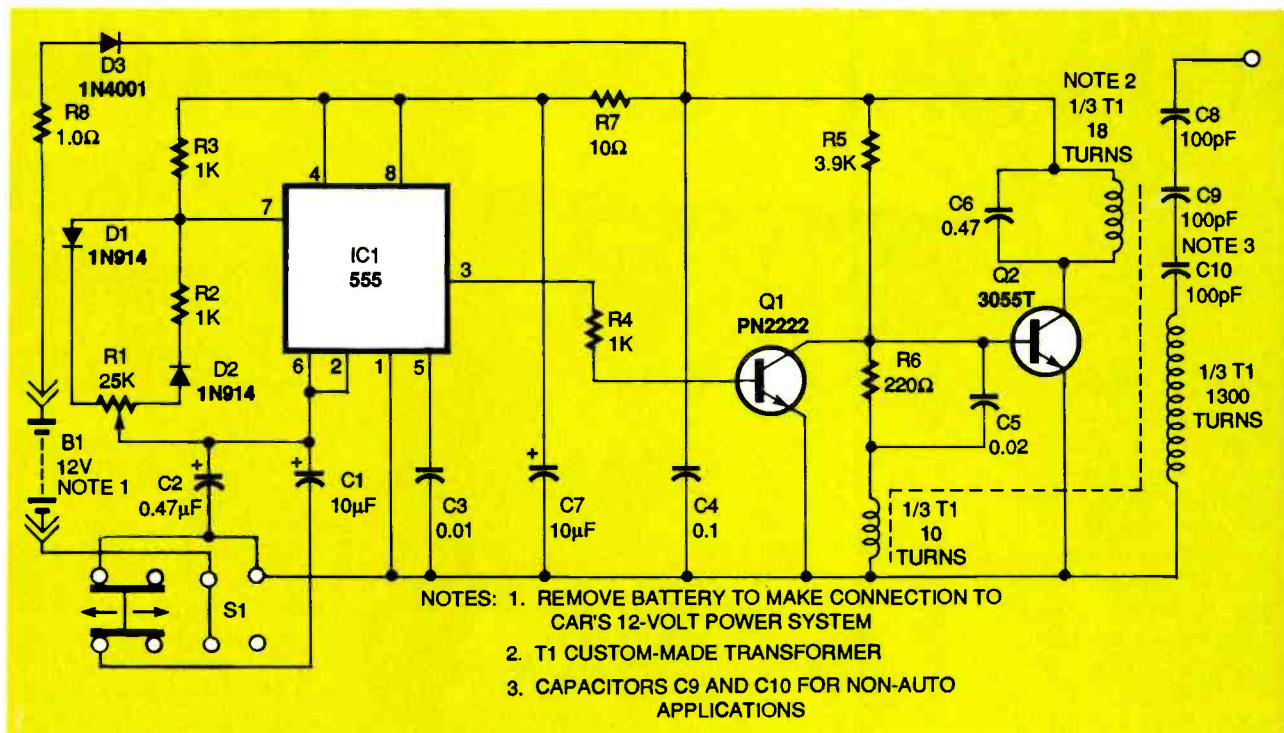 D3
1N4001
R8
1.0Ω
R3
1K
4
8
R7
10Ω
R5
3.9K
NOTE 2
1/3 T1
18
TURNS
C8
100pF
C6
0.47
C9
100pF
NOTE 3
C10
100pF
7
D1
1N914
IC1
555
3
R2
1K
R4
1K
Q1
PN2222
Q2
3055T
R6
220Ω
C5
0.02
1/3 T1
1300
TURNS
R1
25K
D2
1N914
6
2
1
5
B1
12V
NOTE 1
C2
0.47µF
+
C1
10µF
+
C3
0.01
C7
10µF
+
C4
0.1
1/3 T1
10
TURNS
S1
NOTES: 1. REMOVE BATTERY TO MAKE CONNECTION TO
CAR'S 12-VOLT POWER SYSTEM
2. T1 CUSTOM-MADE TRANSFORMER
3. CAPACITORS C9 AND C10 FOR NON-AUTO
APPLICATIONS